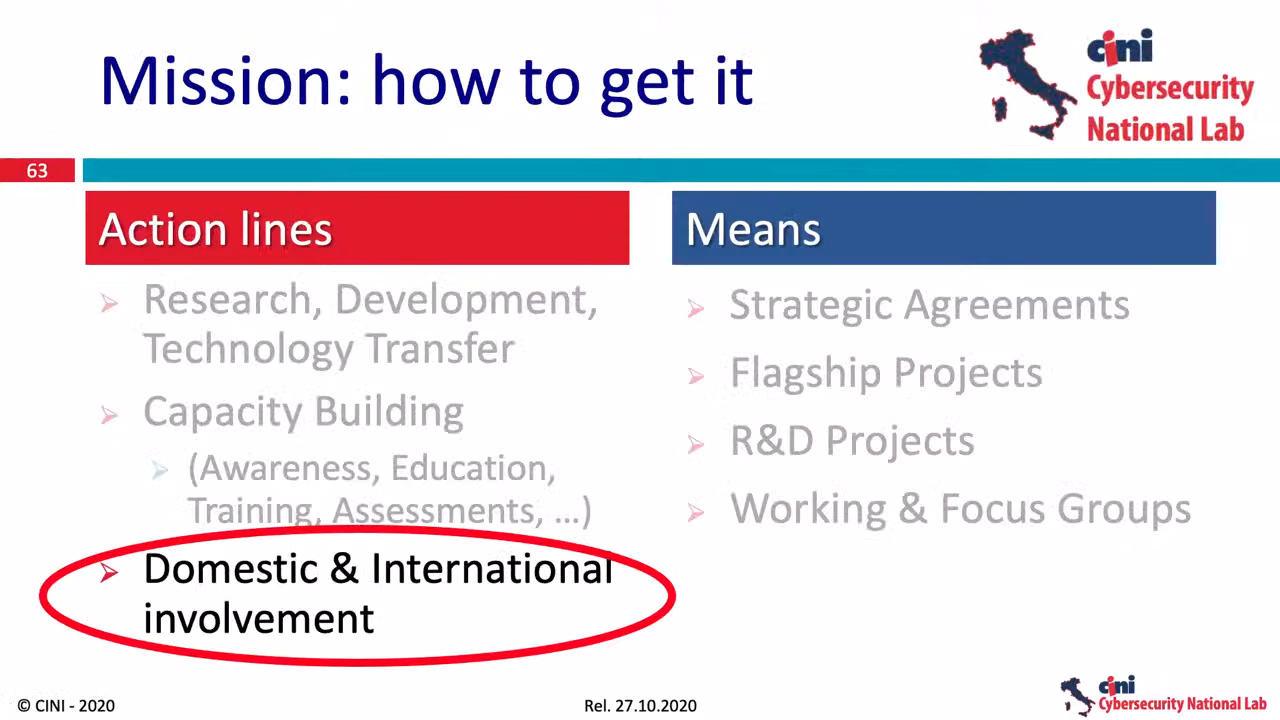 Mission: how to get it
cini
Cybersecurity
National Lab
63
Action lines
Research, Development,
Technology Transfer
Capacity Building
(Awareness, Education,
Training, Assessments, ...)
Domestic & International
involvement
Means
Strategic Agreements
Flagship Projects
R&D Projects
Working & Focus Groups
© CINI - 2020
Rel. 27.10.2020
cini
Cybersecurity National Lab